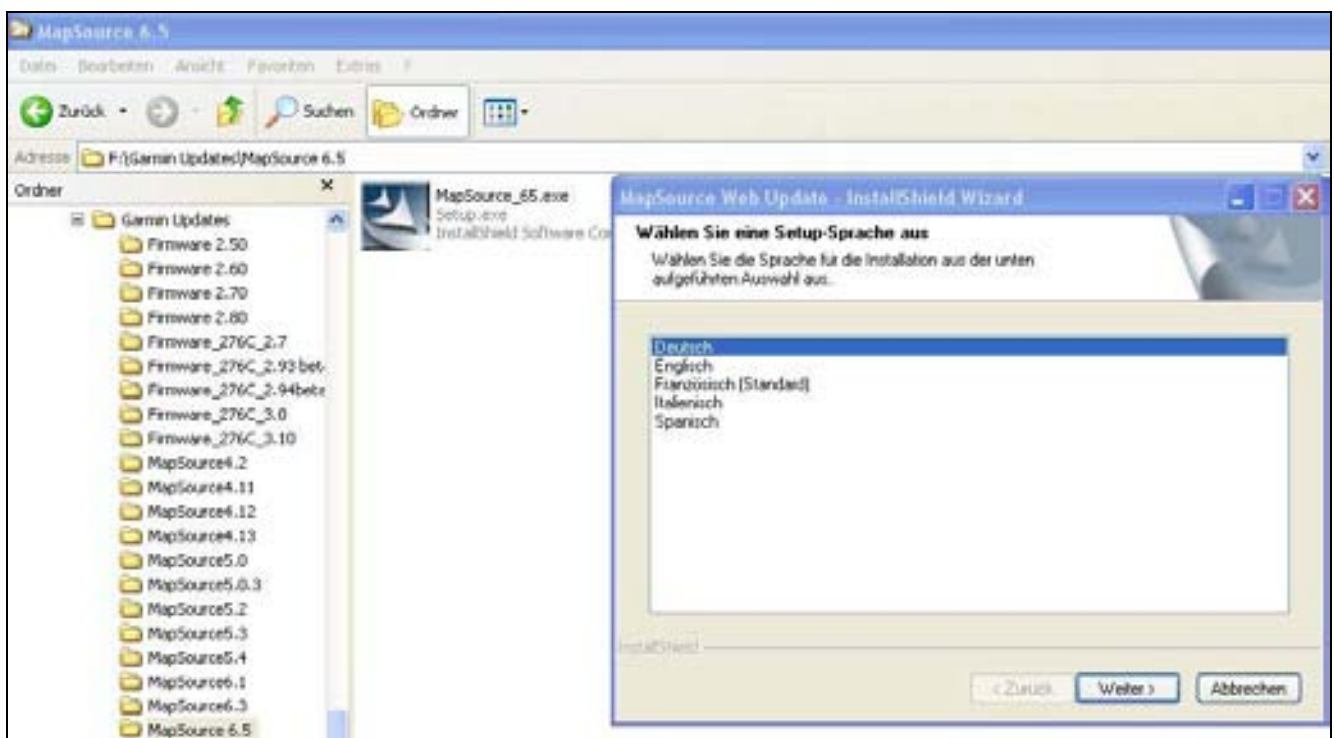 MapSource 6.5
Datei Bearbeiten Ansicht Favoriten Extras ?
Zurück Suchen Ordner
Adresse F:\Garmin Updates\MapSource 6.5
Ordner
Garmin Updates
Firmware 2.50
Firmware 2.60
Firmware 2.70
Firmware 2.80
Firmware_276C_2.7
Firmware_276C_2.93 bet
Firmware_276C_2.94beta
Firmware_276C_3.0
Firmware_276C_3.10
MapSource4.2
MapSource4.11
MapSource4.12
MapSource4.13
MapSource5.0
MapSource5.0.3
MapSource5.2
MapSource5.3
MapSource5.4
MapSource6.1
MapSource6.3
MapSource 6.5
MapSource_65.exe
Setup.exe
InstallShield Software Co
MapSource Web Update - InstallShield Wizard
Wählen Sie eine Setup-Sprache aus
Wählen Sie die Sprache für die Installation aus der unten
aufgeführten Auswahl aus.
Deutsch
Englisch
Französisch (Standard)
Italienisch
Spanisch
InstallShield
< Zurück Weiter > Abbrechen